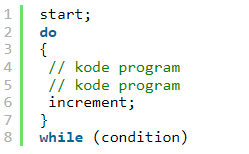 1 start;
2 do
3 {
4  // kode program
5  // kode program
6  increment;
7 }
8 while (condition)